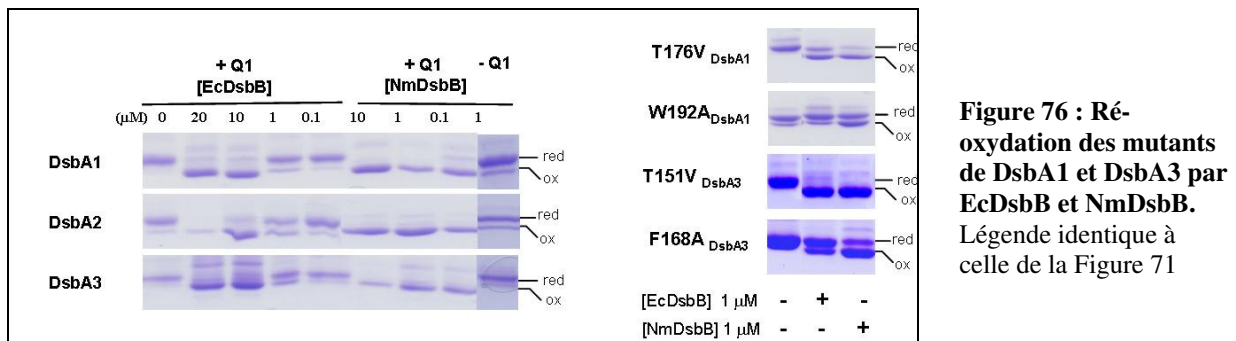 + Q1 + Q1 - Q1
[EcDsbB] [NmDsbB]
(μM) 0 20 10 1 0.1 10 1 0.1 1
DsbA1 red
ox
DsbA2 red
ox
DsbA3 red
ox
T176V DsbA1 red
ox
W192A DsbA1 red
ox
T151V DsbA3 red
ox
F168A DsbA3 red
ox
[EcDsbB] 1 μM - + -
[NmDsbB] 1 μM - - +
Figure 76 : Ré-
oxydation des mutants
de DsbA1 et DsbA3 par
EcDsbB et NmDsbB.
Légende identique à
celle de la Figure 71